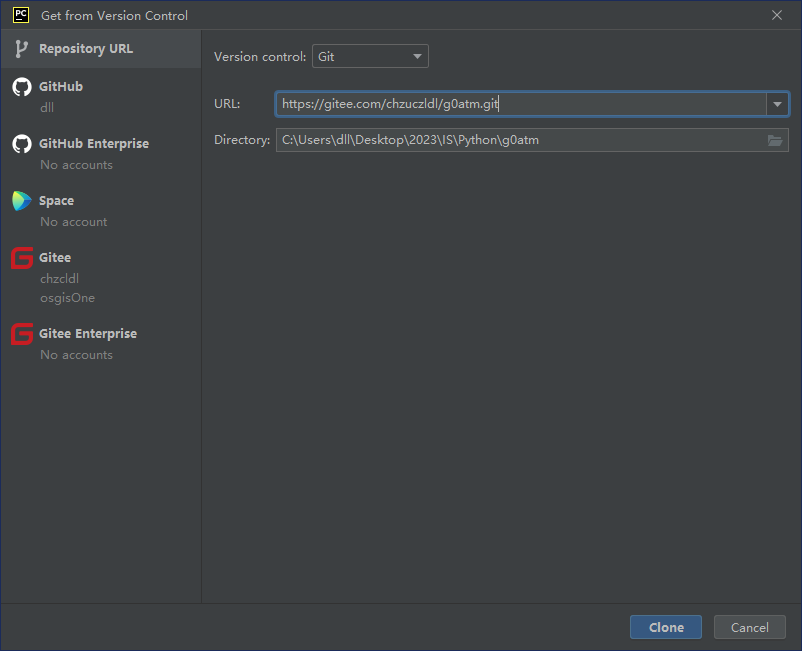 PC
Get from Version Control
Repository URL
GitHub
dll
GitHub Enterprise
No accounts
Space
No account
Gitee
chzcldl
osgisOne
Gitee Enterprise
No accounts
Version control: Git
URL: https://gitee.com/chzuczldl/g0atm.git
Directory: C:\Users\dll\Desktop\2023\IS\Python\g0atm
Clone Cancel